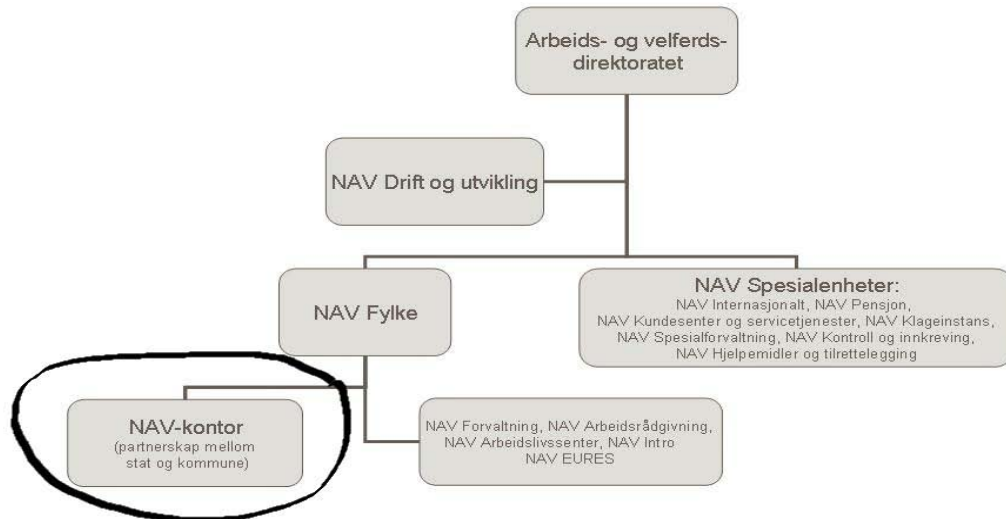 Arbeids- og velferds-
direktoratet
NAV Drift og utvikling
NAV Fylke
NAV Spesialenheter:
NAV Internasjonalt, NAV Pensjon,
NAV Kundesenter og servicetjenester, NAV Klageinstans,
NAV Spesialforvaltning, NAV Kontroll og innkreving,
NAV Hjelpemidler og tilrettelegging
NAV-kontor
(partnerskap mellom
stat og kommune)
NAV Forvaltning, NAV Arbeidsrådgivning,
NAV Arbeidslivssenter, NAV Intro
NAV EURES